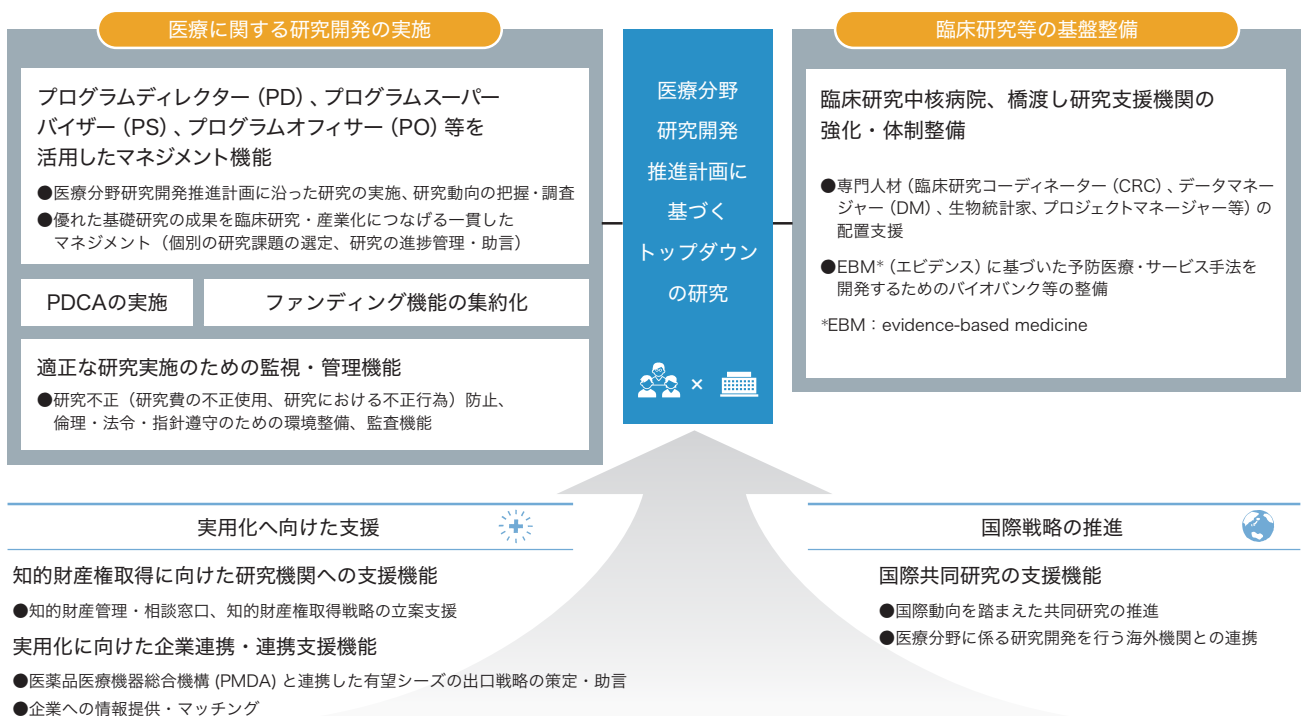 医療に関する研究開発の実施
プログラムディレクター（PD）、プログラムスーパー
バイザー（PS）、プログラムオフィサー（PO）等を
活用したマネジメント機能
●医療分野研究開発推進計画に沿った研究の実施、研究動向の把握・調査
●優れた基礎研究の成果を臨床研究・産業化につなげる一貫した
マネジメント（個別の研究課題の選定、研究の進捗管理・助言）
PDCAの実施
ファンディング機能の集約化
適正な研究実施のための監視・管理機能
●研究不正（研究費の不正使用、研究における不正行為）防止、
倫理・法令・指針遵守のための環境整備、監査機能
医療分野
研究開発
推進計画に
基づく
トップダウン
の研究
×
臨床研究等の基盤整備
臨床研究中核病院、橋渡し研究支援機関の
強化・体制整備
●専門人材（臨床研究コーディネーター（CRC）、データマネー
ジャー（DM）、生物統計家、プロジェクトマネージャー等）の
配置支援
●EBM*（エビデンス）に基づいた予防医療・サービス手法を
開発するためのバイオバンク等の整備
*EBM：evidence-based medicine
実用化へ向けた支援
知的財産権取得に向けた研究機関への支援機能
●知的財産管理・相談窓口、知的財産権取得戦略の立案支援
実用化に向けた企業連携・連携支援機能
●医薬品医療機器総合機構 (PMDA) と連携した有望シーズの出口戦略の策定・助言
●企業への情報提供・マッチング
国際戦略の推進
国際共同研究の支援機能
●国際動向を踏まえた共同研究の推進
●医療分野に係る研究開発を行う海外機関との連携